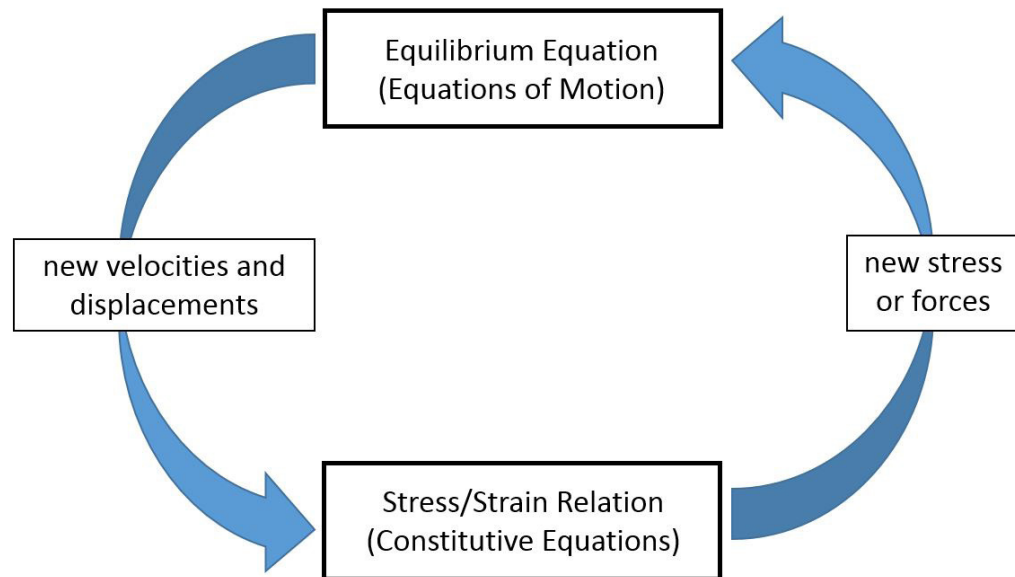 Equilibrium Equation
(Equations of Motion)
new velocities and
displacements
new stress
or forces
Stress/Strain Relation
(Constitutive Equations)